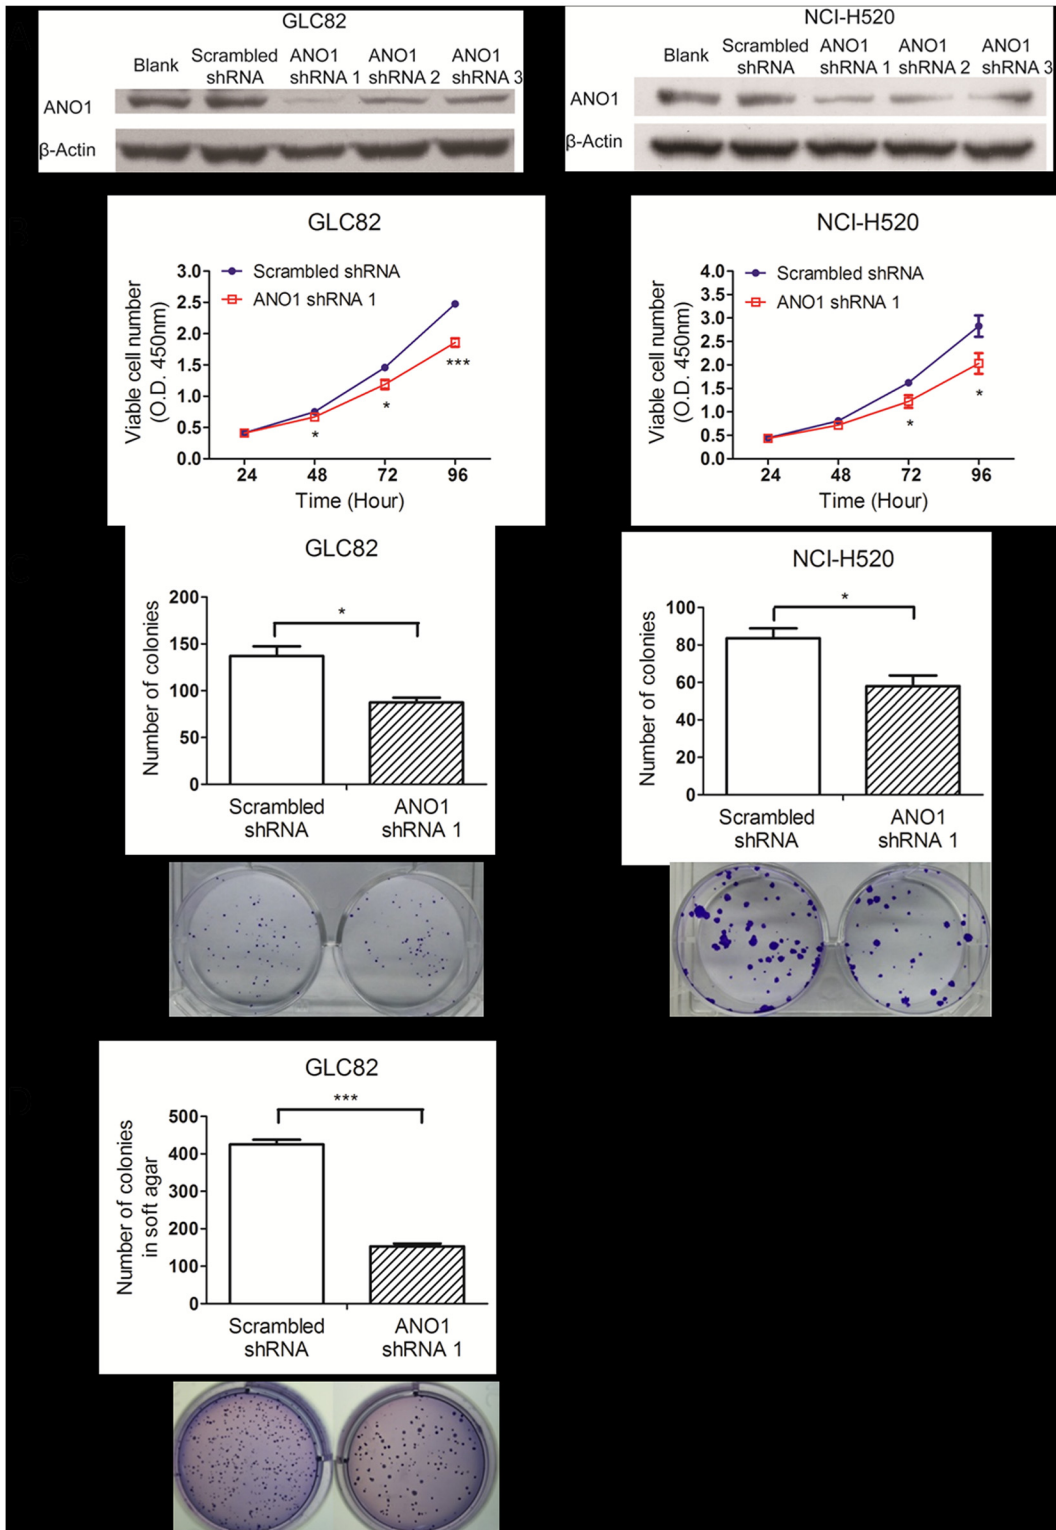 GLC82
Blank
Scrambled
shRNA
ANO1
shRNA 1
ANO1
shRNA 2
ANO1
shRNA 3
ANO1
β-Actin
NCI-H520
Blank
Scrambled
shRNA
ANO1
shRNA 1
ANO1
shRNA 2
ANO1
shRNA 3
ANO1
β-Actin
GLC82
Scrambled shRNA
ANO1 shRNA 1
Viable cell number
(O.D. 450nm)
3.0
2.5
2.0
1.5
1.0
0.5
0.0
***
*
*
24 48 72 96
Time (Hour)
NCI-H520
Scrambled shRNA
ANO1 shRNA 1
Viable cell number
(O.D. 450nm)
4.0
3.5
3.0
2.5
2.0
1.5
1.0
0.5
0.0
*
*
24 48 72 96
Time (Hour)
GLC82
Number of colonies
200
150
100
50
0
*
Scrambled
shRNA
ANO1
shRNA 1
NCI-H520
Number of colonies
100
80
60
40
20
0
*
Scrambled
shRNA
ANO1
shRNA 1
GLC82
Number of colonies
in soft agar
500
400
300
200
100
0
***
Scrambled
shRNA
ANO1
shRNA 1